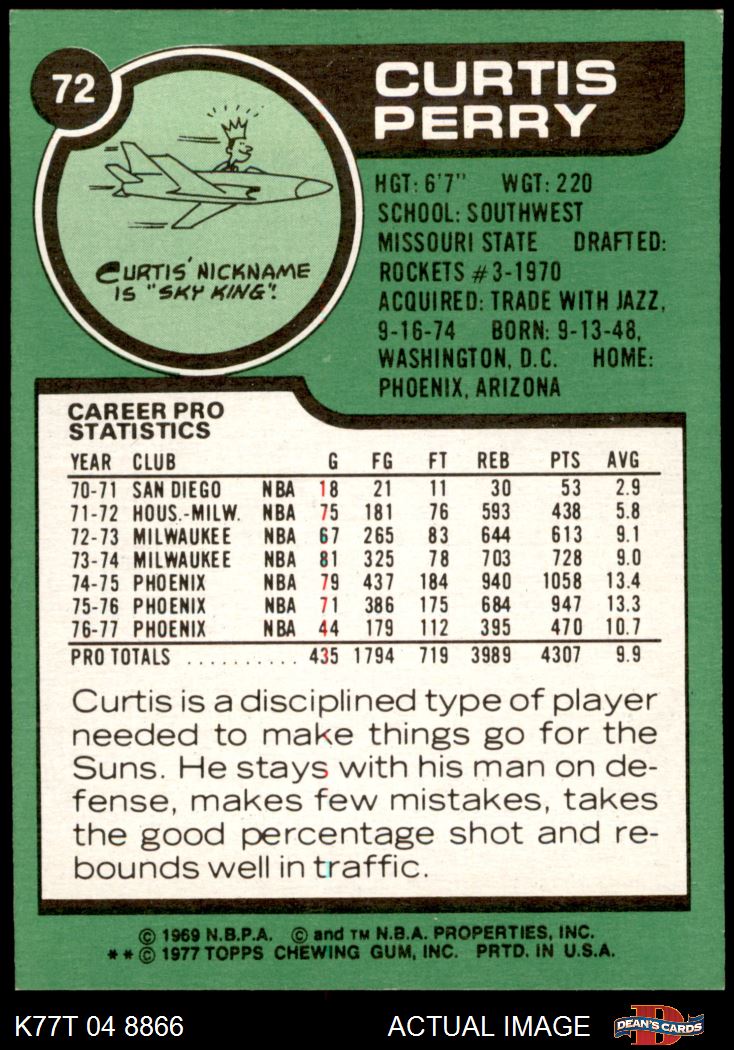 72
CURTIS
PERRY
CURTIS' NICKNAME
IS "SKY KING"!
HGT: 6'7" WGT: 220
SCHOOL: SOUTHWEST
MISSOURI STATE DRAFTED:
ROCKETS #3-1970
ACQUIRED: TRADE WITH JAZZ,
9-16-74 BORN: 9-13-48,
WASHINGTON, D.C. HOME:
PHOENIX, ARIZONA
CAREER PRO
STATISTICS
YEAR CLUB G FG FT REB PTS AVG
70-71 SAN DIEGO NBA 18 21 11 30 53 2.9
71-72 HOUS.-MILW. NBA 75 181 76 593 438 5.8
72-73 MILWAUKEE NBA 67 265 83 644 613 9.1
73-74 MILWAUKEE NBA 81 325 78 703 728 9.0
74-75 PHOENIX NBA 79 437 184 940 1058 13.4
75-76 PHOENIX NBA 71 386 175 684 947 13.3
76-77 PHOENIX NBA 44 179 112 395 470 10.7
PRO TOTALS .......... 435 1794 719 3989 4307 9.9
Curtis is a disciplined type of player
needed to make things go for the
Suns. He stays with his man on de-
fense, makes few mistakes, takes
the good percentage shot and re-
bounds well in traffic.
© 1969 N.B.P.A. © and TM N.B.A. PROPERTIES, INC.
**© 1977 TOPPS CHEWING GUM, INC. PRTD. IN U.S.A.
K77T 04 8866 ACTUAL IMAGE D DEAN'S CARDS